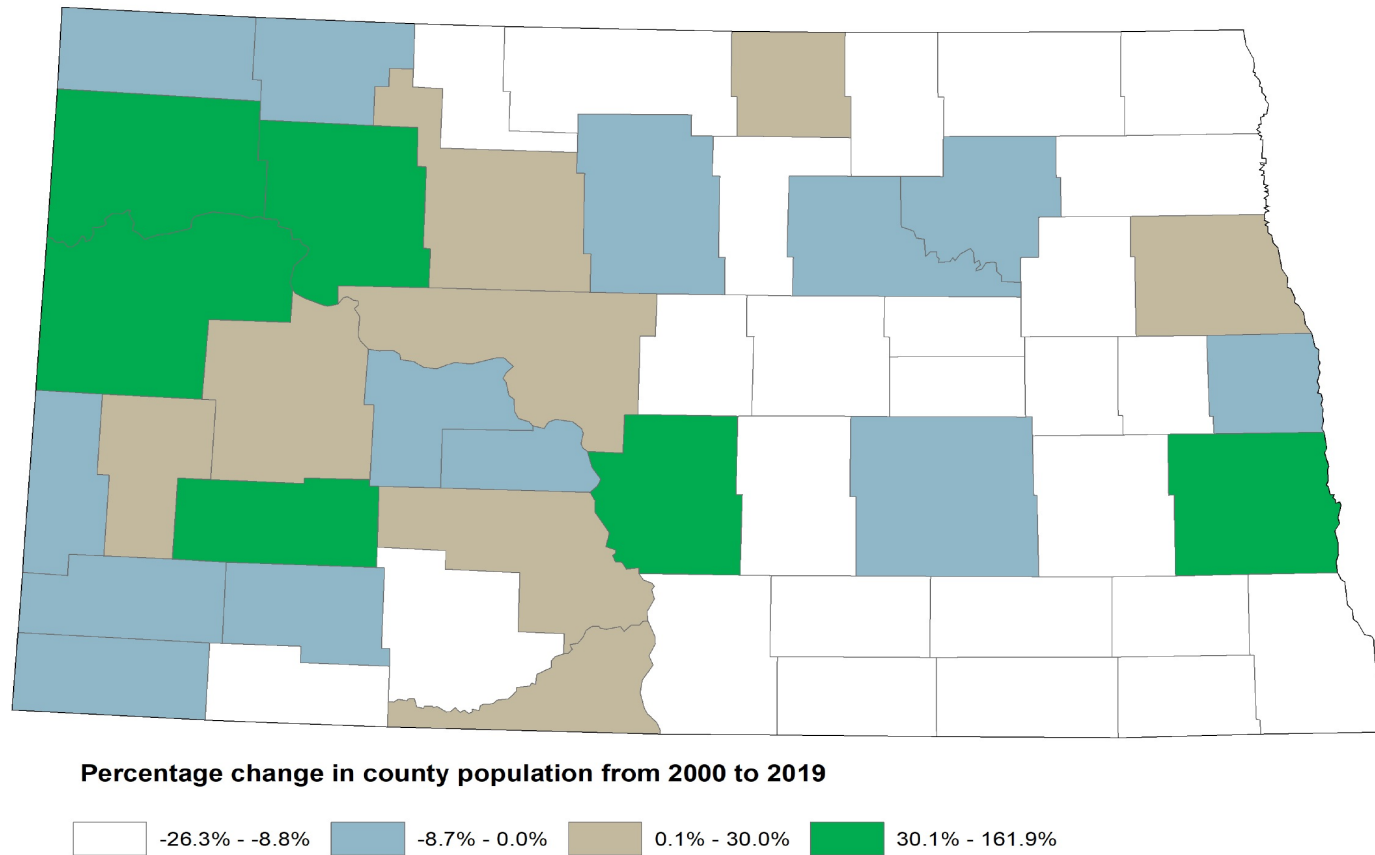 Percentage change in county population from 2000 to 2019
-26.3% - -8.8% -8.7% - 0.0% 0.1% - 30.0% 30.1% - 161.9%